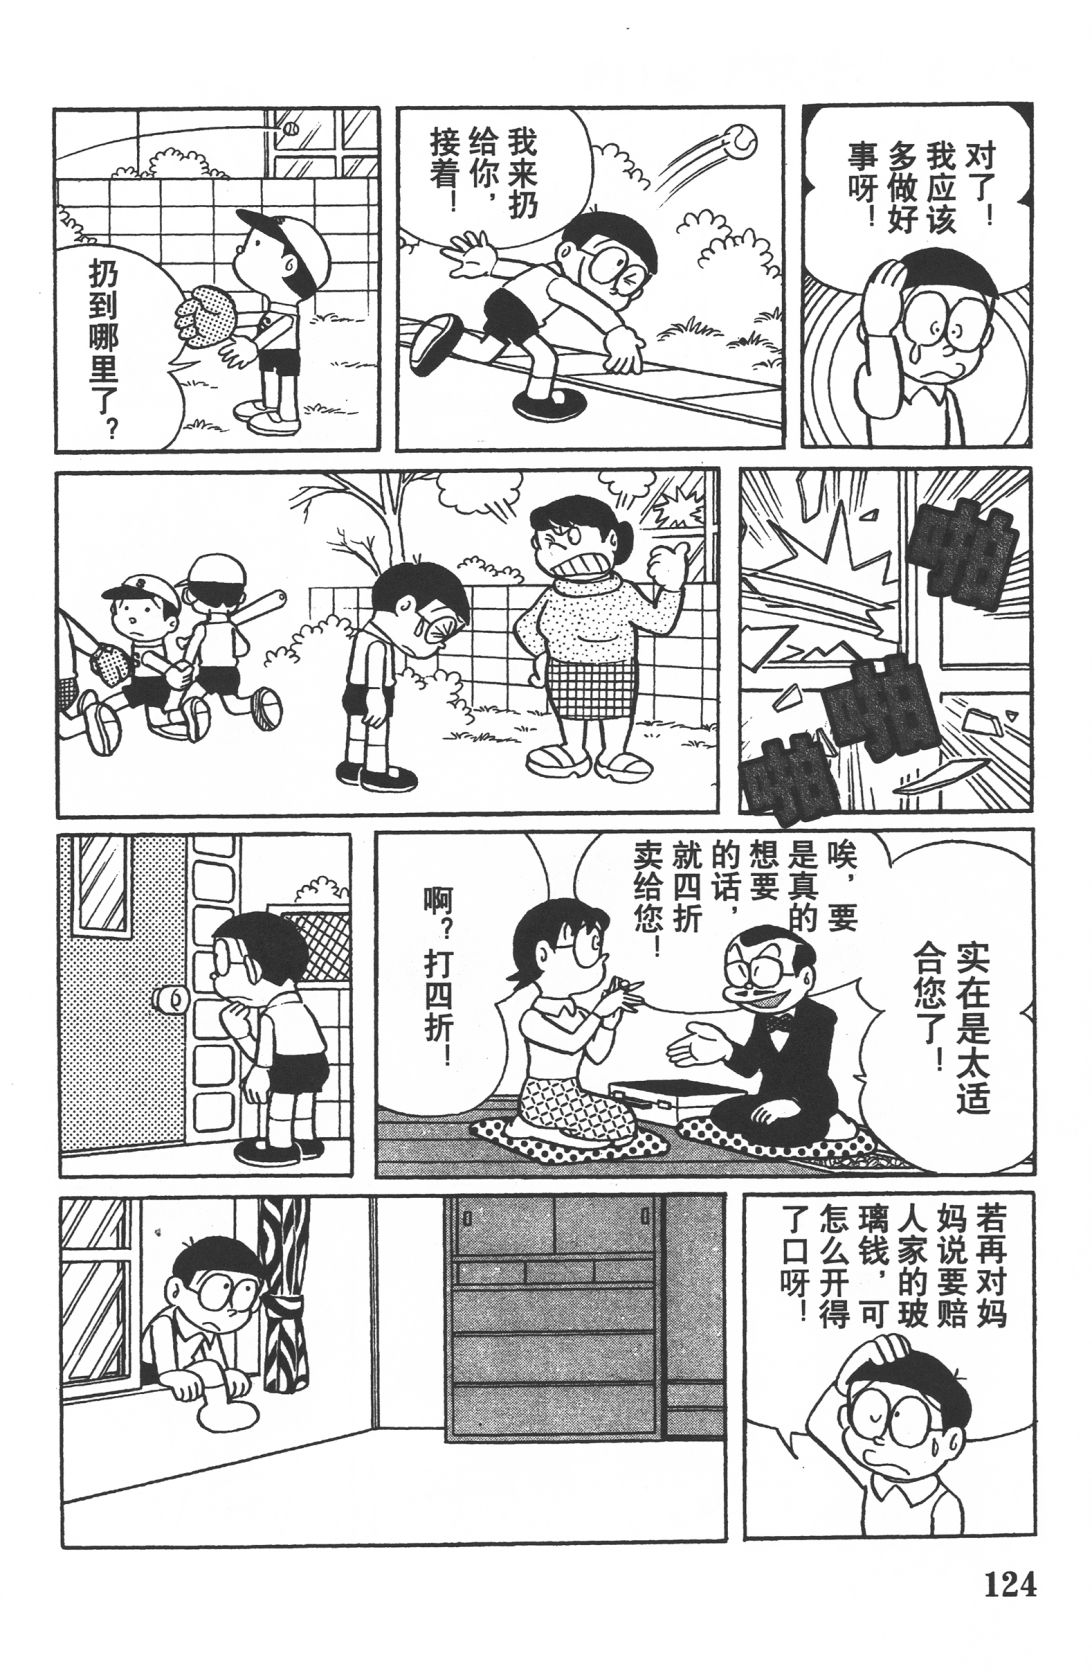 对了！
我应该
多做好
事呀！
我来扔
给你，
接着！
扔到哪里了？
啪
啪
啪
实在是太适
合您了！
唉，要
是真的
想要
的话，
就四折
卖给您！
啊？打四折！
若再对妈
妈说要赔
人家的玻
璃钱，可
怎么开得
了口呀！
124